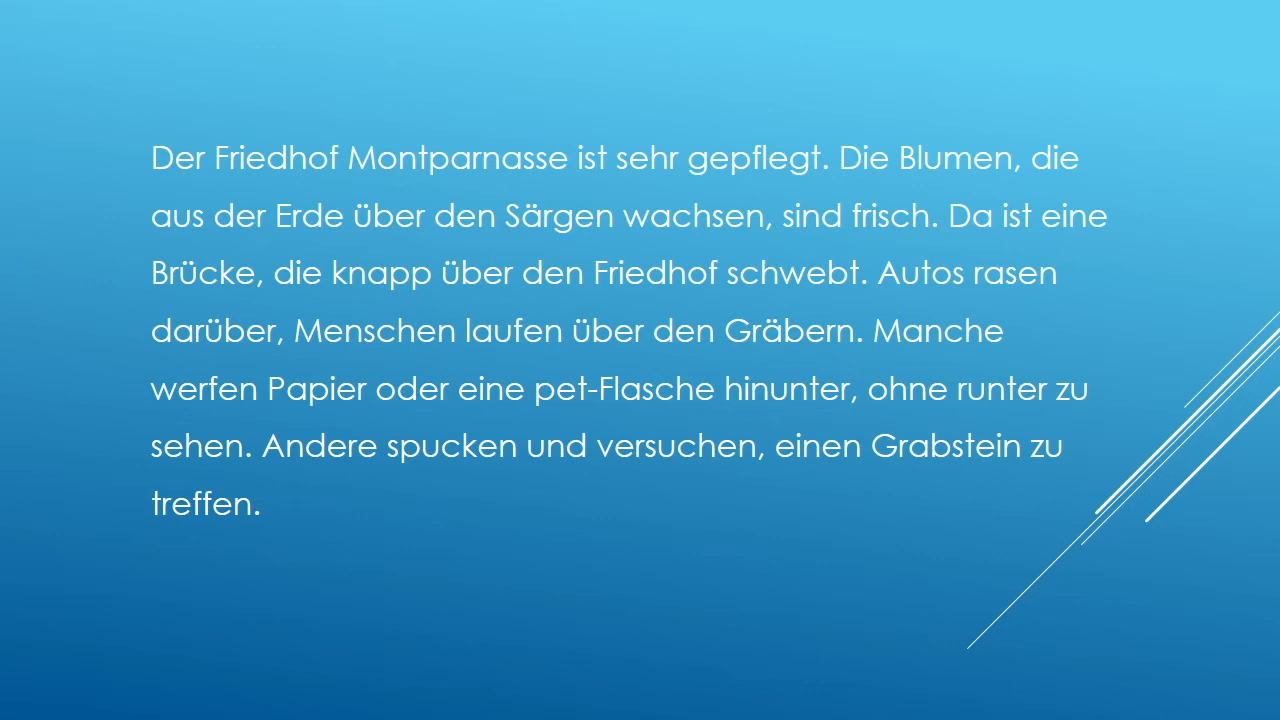 Der Friedhof Montparnasse ist sehr gepflegt. Die Blumen, die
aus der Erde über den Särgen wachsen, sind frisch. Da ist eine
Brücke, die knapp über den Friedhof schwebt. Autos rasen
darüber, Menschen laufen über den Gräbern. Manche
werfen Papier oder eine pet-Flasche hinunter, ohne runter zu
sehen. Andere spucken und versuchen, einen Grabstein zu
treffen.